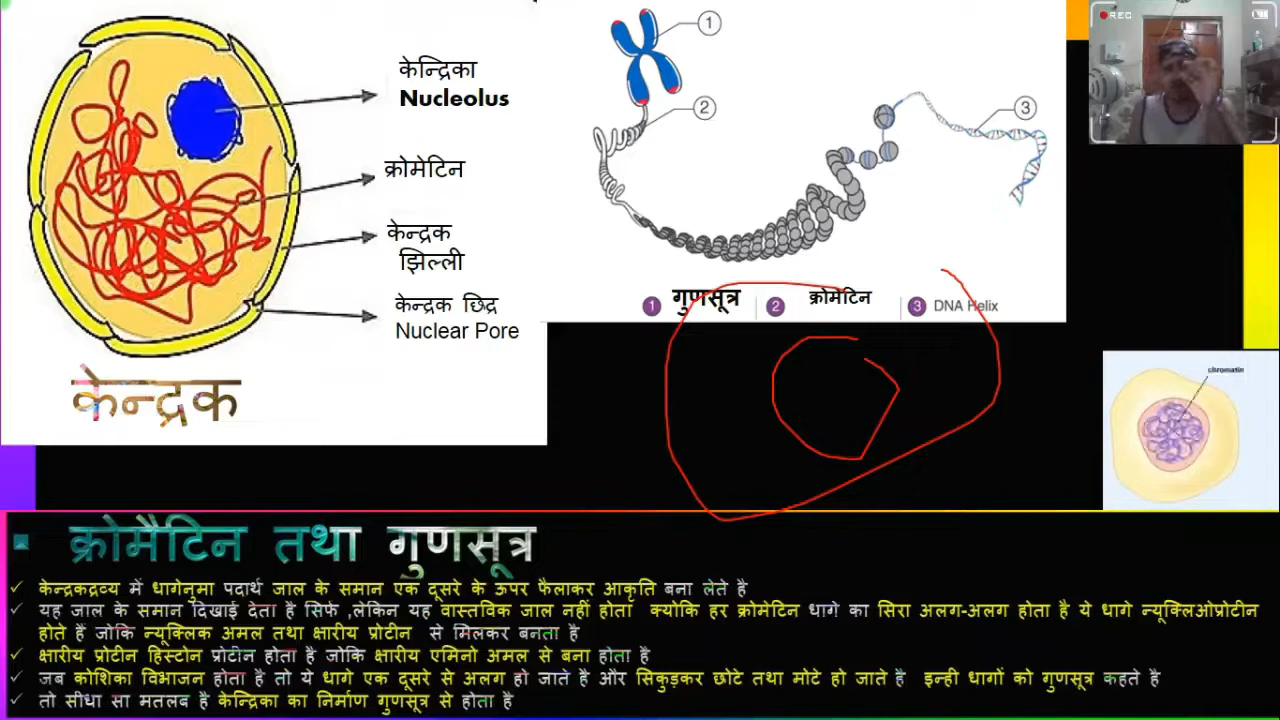 केन्द्रिका
Nucleolus
क्रोमेटिन
केन्द्रक
झिल्ली
केन्द्रक छिद्र
Nuclear Pore
केन्द्रक
1
2
3
1 गुणसूत्र 2 क्रोमेटिन 3 DNA Helix
REC
chromatin
क्रोमैटिन तथा गुणसूत्र
केन्द्रकद्रव्य में धागेनुमा पदार्थ जाल के समान एक दूसरे के ऊपर फैलाकर आकृति बना लेते है
यह जाल के समान दिखाई देता है सिर्फ ,लेकिन यह वास्तविक जाल नहीं होता क्योकि हर क्रोमेटिन धागे का सिरा अलग-अलग होता है ये धागे न्यूक्लिओप्रोटीन
होते है जोकि न्यूक्लिक अमल तथा क्षारीय प्रोटीन से मिलकर बनता है
क्षारीय प्रोटीन हिस्टोन प्रोटीन होता है जोकि क्षारीय एमिनो अमल से बना होता है
जब कोशिका विभाजन होता है तो ये धागे एक दूसरे से अलग हो जाते है और सिकुड़कर छोटे तथा मोटे हो जाते है इन्ही धागों को गुणसूत्र कहते है
तो सीधा सा मतलब है केन्द्रिका का निर्माण गुणसूत्र से होता है